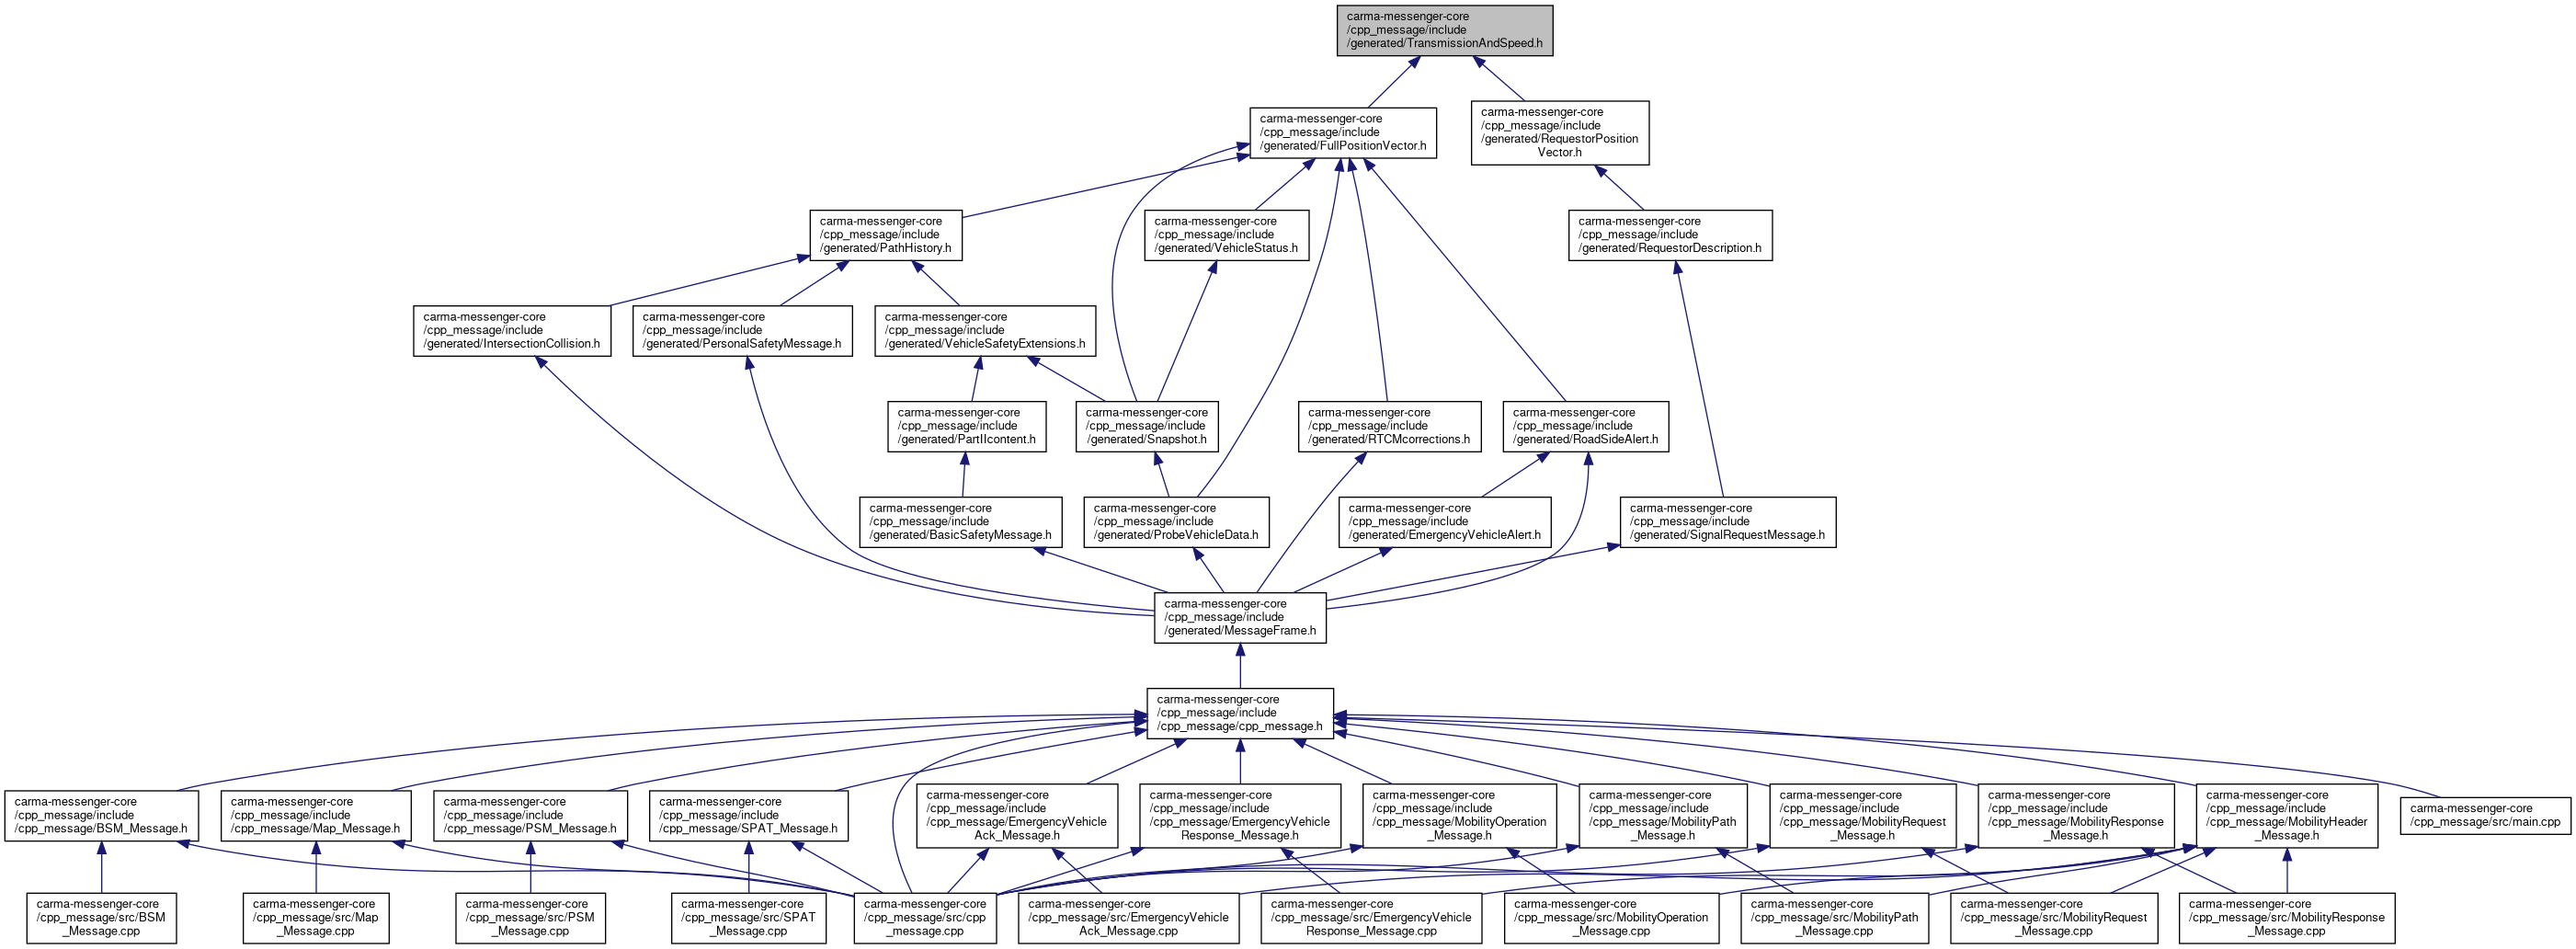 carma-messenger-core
/cpp_message/include
/generated/TransmissionAndSpeed.h
carma-messenger-core
/cpp_message/include
/generated/FullPositionVector.h
carma-messenger-core
/cpp_message/include
/generated/RequestorPosition
Vector.h
carma-messenger-core
/cpp_message/include
/generated/PathHistory.h
carma-messenger-core
/cpp_message/include
/generated/VehicleStatus.h
carma-messenger-core
/cpp_message/include
/generated/RequestorDescription.h
carma-messenger-core
/cpp_message/include
/generated/IntersectionCollision.h
carma-messenger-core
/cpp_message/include
/generated/PersonalSafetyMessage.h
carma-messenger-core
/cpp_message/include
/generated/VehicleSafetyExtensions.h
carma-messenger-core
/cpp_message/include
/generated/PartIIcontent.h
carma-messenger-core
/cpp_message/include
/generated/Snapshot.h
carma-messenger-core
/cpp_message/include
/generated/RTCMcorrections.h
carma-messenger-core
/cpp_message/include
/generated/RoadSideAlert.h
carma-messenger-core
/cpp_message/include
/generated/BasicSafetyMessage.h
carma-messenger-core
/cpp_message/include
/generated/ProbeVehicleData.h
carma-messenger-core
/cpp_message/include
/generated/EmergencyVehicleAlert.h
carma-messenger-core
/cpp_message/include
/generated/SignalRequestMessage.h
carma-messenger-core
/cpp_message/include
/generated/MessageFrame.h
carma-messenger-core
/cpp_message/include
/cpp_message/cpp_message.h
carma-messenger-core
/cpp_message/include
/cpp_message/BSM_Message.h
carma-messenger-core
/cpp_message/include
/cpp_message/Map_Message.h
carma-messenger-core
/cpp_message/include
/cpp_message/PSM_Message.h
carma-messenger-core
/cpp_message/include
/cpp_message/SPAT_Message.h
carma-messenger-core
/cpp_message/include
/cpp_message/EmergencyVehicle
Ack_Message.h
carma-messenger-core
/cpp_message/include
/cpp_message/EmergencyVehicle
Response_Message.h
carma-messenger-core
/cpp_message/include
/cpp_message/MobilityOperation
_Message.h
carma-messenger-core
/cpp_message/include
/cpp_message/MobilityPath
_Message.h
carma-messenger-core
/cpp_message/include
/cpp_message/MobilityRequest
_Message.h
carma-messenger-core
/cpp_message/include
/cpp_message/MobilityResponse
_Message.h
carma-messenger-core
/cpp_message/include
/cpp_message/MobilityHeader
_Message.h
carma-messenger-core
/cpp_message/src/main.cpp
carma-messenger-core
/cpp_message/src/BSM
_Message.cpp
carma-messenger-core
/cpp_message/src/Map
_Message.cpp
carma-messenger-core
/cpp_message/src/PSM
_Message.cpp
carma-messenger-core
/cpp_message/src/SPAT
_Message.cpp
carma-messenger-core
/cpp_message/src/cpp
_message.cpp
carma-messenger-core
/cpp_message/src/EmergencyVehicle
Ack_Message.cpp
carma-messenger-core
/cpp_message/src/EmergencyVehicle
Response_Message.cpp
carma-messenger-core
/cpp_message/src/MobilityOperation
_Message.cpp
carma-messenger-core
/cpp_message/src/MobilityPath
_Message.cpp
carma-messenger-core
/cpp_message/src/MobilityRequest
_Message.cpp
carma-messenger-core
/cpp_message/src/MobilityResponse
_Message.cpp